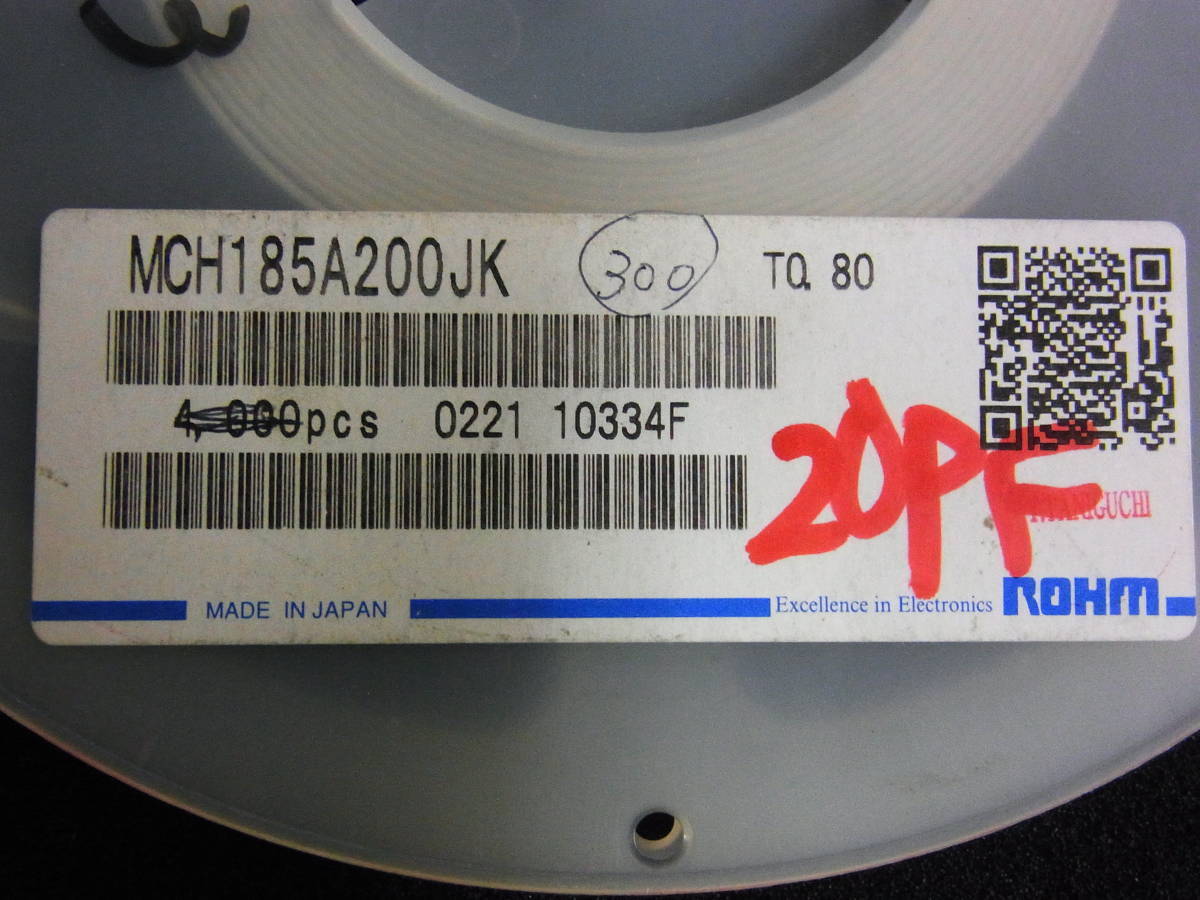 MCH185A200JK 300 TQ. 80
4,000pcs 0221 10334F
20PF
MADE IN JAPAN Excellence in Electronics ROHM